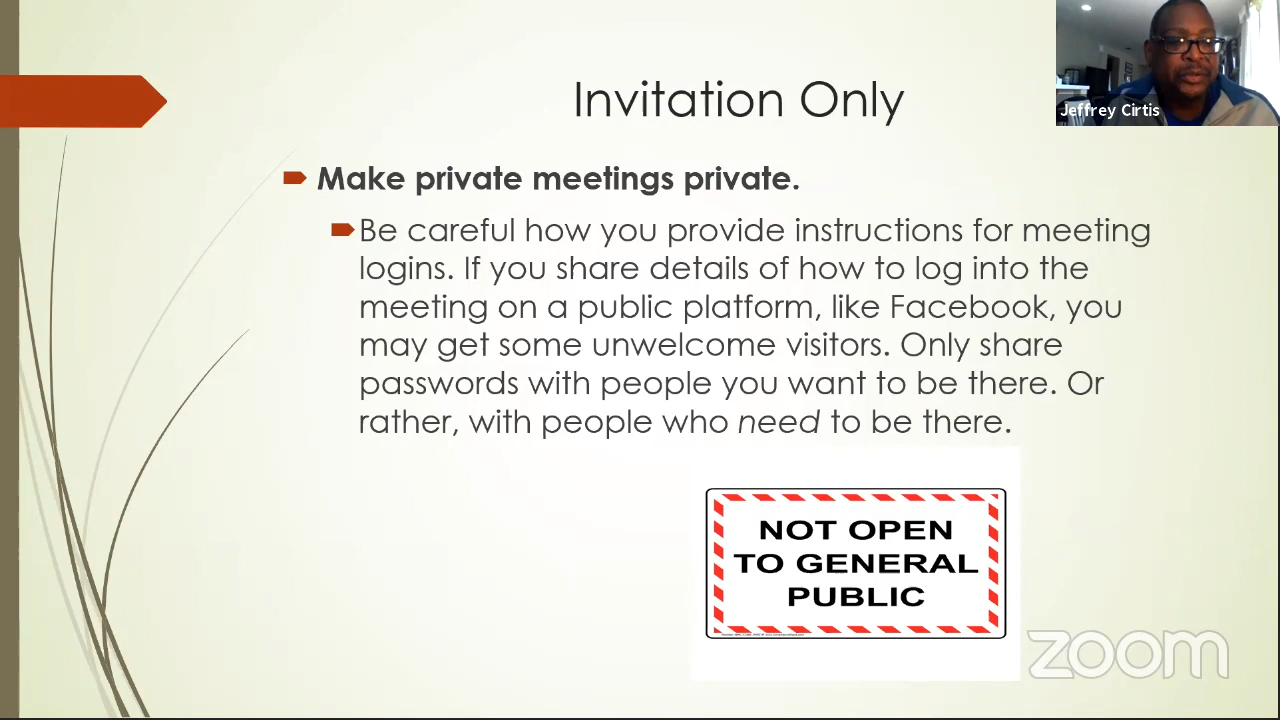 Invitation Only
Jeffrey Cirtis
Make private meetings private.
Be careful how you provide instructions for meeting
logins. If you share details of how to log into the
meeting on a public platform, like Facebook, you
may get some unwelcome visitors. Only share
passwords with people you want to be there. Or
rather, with people who need to be there.
NOT OPEN
TO GENERAL
PUBLIC
zoom